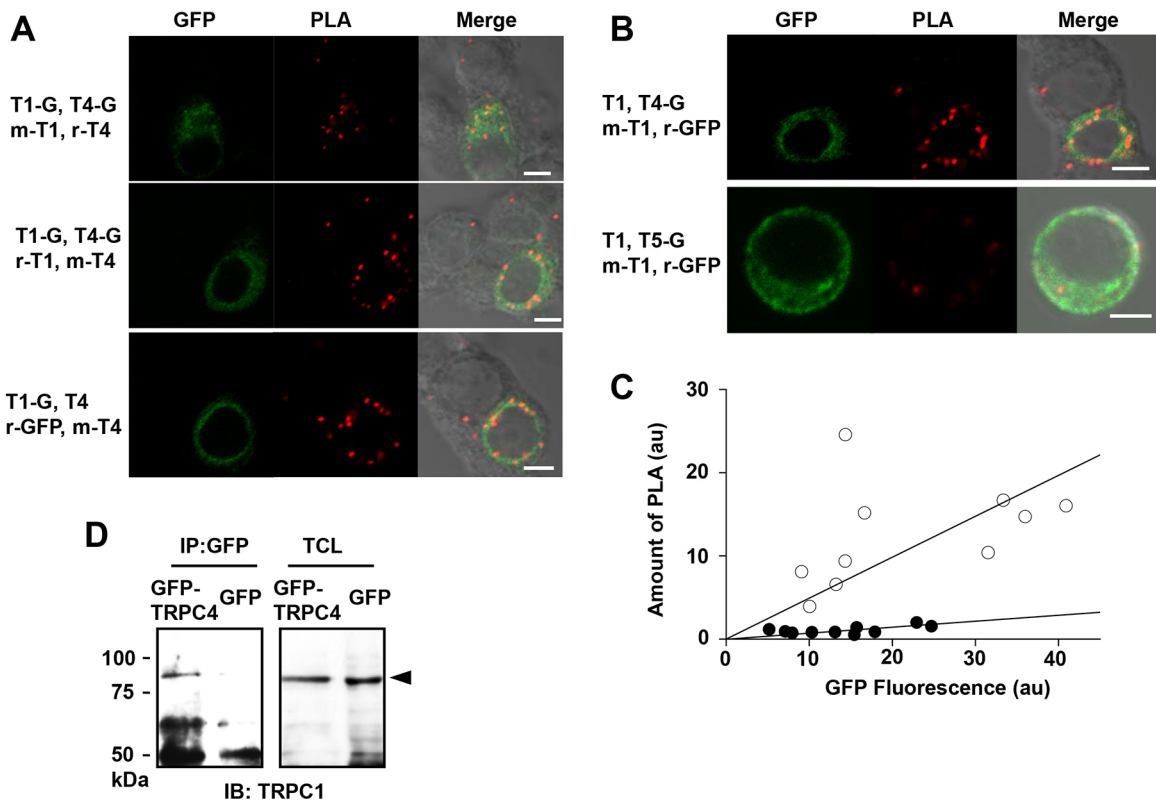 A
GFP PLA Merge
T1-G, T4-G
m-T1, r-T4
T1-G, T4-G
r-T1, m-T4
T1-G, T4
r-GFP, m-T4
B
GFP PLA Merge
T1, T4-G
m-T1, r-GFP
T1, T5-G
m-T1, r-GFP
C
30
20
10
0
Amount of PLA (au)
0 10 20 30 40
GFP Fluorescence (au)
D
IP:GFP TCL
GFP-TRPC4 GFP GFP-TRPC4 GFP
100 -
75 -
50 -
kDa
IB: TRPC1